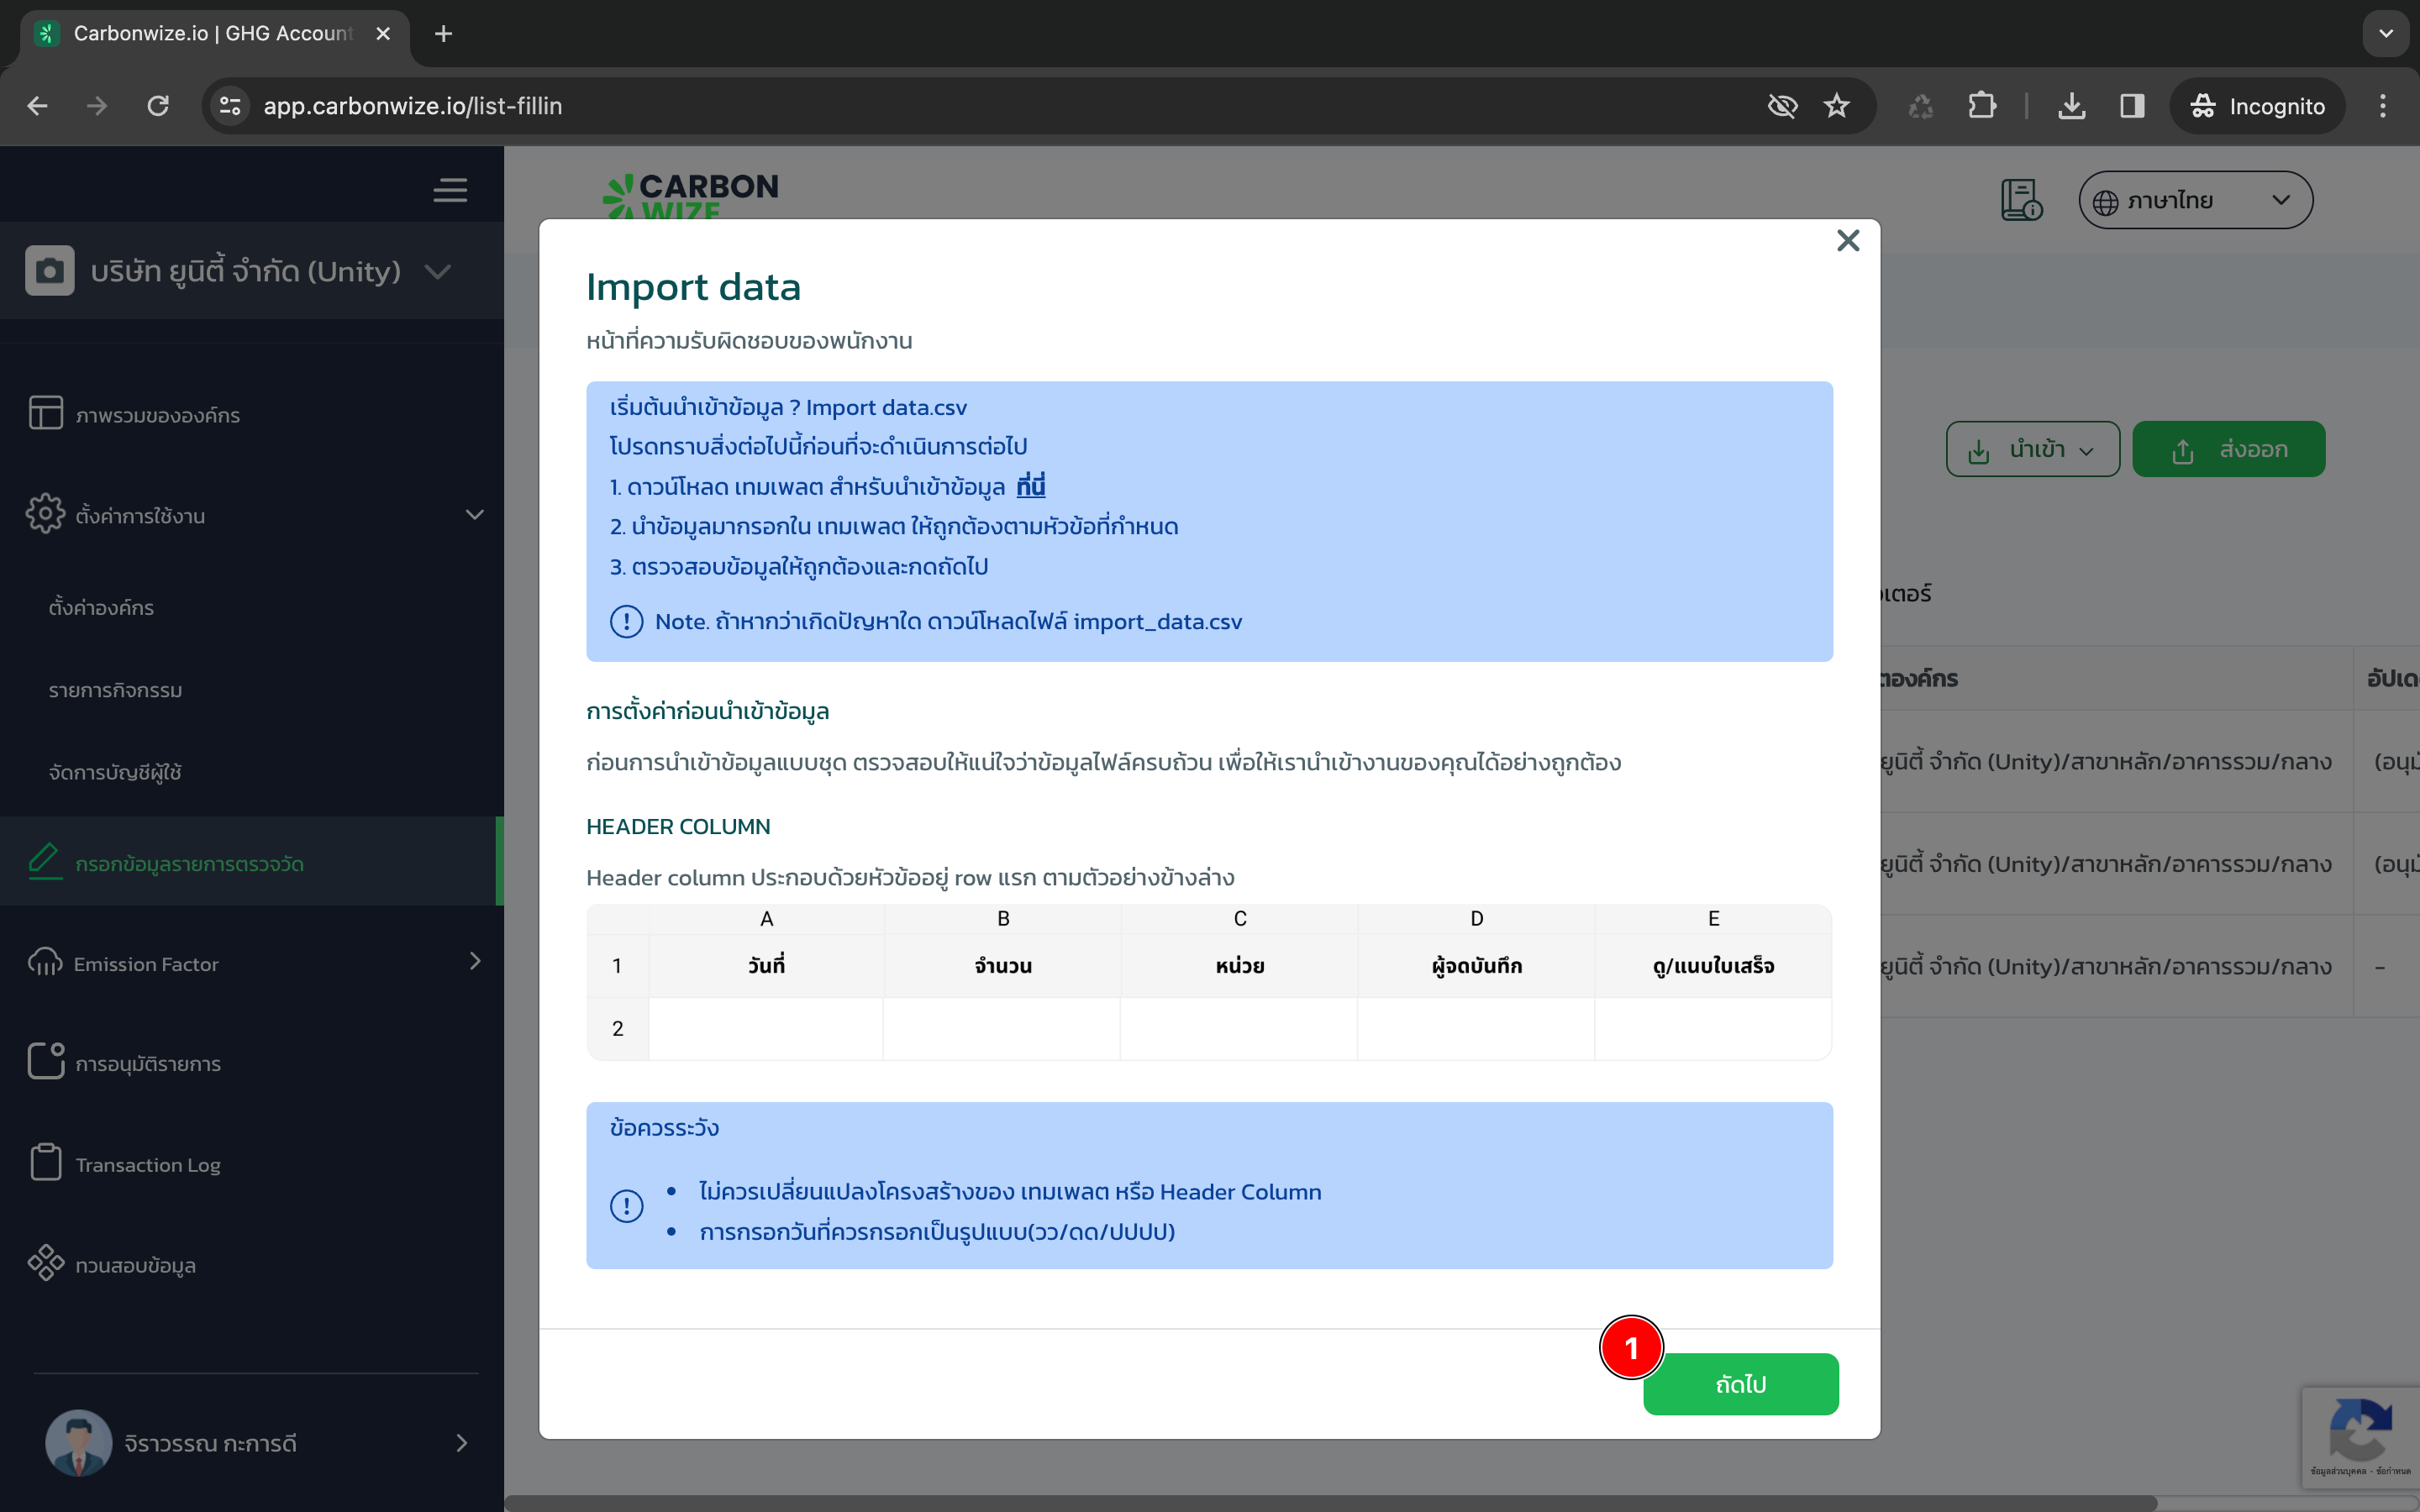 Carbonwize.io | GHG Account
app.carbonwize.io/list-fillin
Incognito
บริษัท ยูนิตี้ จำกัด (Unity)
ภาพรวมขององค์กร
ตั้งค่าการใช้งาน
ตั้งค่าองค์กร
รายการกิจกรรม
จัดการบัญชีผู้ใช้
กรอกข้อมูลรายการตรวจวัด
Emission Factor
การอนุมัติรายการ
Transaction Log
ทวนสอบข้อมูล
จิราวรรณ กะการดี
CARBON
WIZE
ภาษาไทย
นำเข้า
ส่งออก
Import data
หน้าที่ความรับผิดชอบของพนักงาน
เริ่มต้นนำเข้าข้อมูล ? Import data.csv
โปรดทราบสิ่งต่อไปนี้ก่อนที่จะดำเนินการต่อไป
1. ดาวน์โหลด เทมเพลต สำหรับนำเข้าข้อมูล ที่นี่
2. นำข้อมูลมากรอกใน เทมเพลต ให้ถูกต้องตามหัวข้อที่กำหนด
3. ตรวจสอบข้อมูลให้ถูกต้องและกดถัดไป
Note. ถ้าหากว่าเกิดปัญหาใด ดาวน์โหลดไฟล์ import_data.csv
การตั้งค่าก่อนนำเข้าข้อมูล
ก่อนการนำเข้าข้อมูลแบบชุด ตรวจสอบให้แน่ใจว่าข้อมูลไฟล์ครบถ้วน เพื่อให้เรานำเข้างานของคุณได้อย่างถูกต้อง
HEADER COLUMN
Header column ประกอบด้วยหัวข้ออยู่ row แรก ตามตัวอย่างข้างล่าง
A B C D E
1 วันที่ จำนวน หน่วย ผู้จดบันทึก ดู/แนบใบเสร็จ
2
ข้อควรระวัง
ไม่ควรเปลี่ยนแปลงโครงสร้างของ เทมเพลต หรือ Header Column
การกรอกวันที่ควรกรอกเป็นรูปแบบ(วว/ดด/ปปปป)
1
ถัดไป
เตอร์
องค์กร อัปเด
ยูนิตี้ จำกัด (Unity)/สาขาหลัก/อาคารรวม/กลาง (อนุมั
ยูนิตี้ จำกัด (Unity)/สาขาหลัก/อาคารรวม/กลาง (อนุมั
ยูนิตี้ จำกัด (Unity)/สาขาหลัก/อาคารรวม/กลาง -
ข้อมูลส่วนบุคคล - ข้อกำหนด